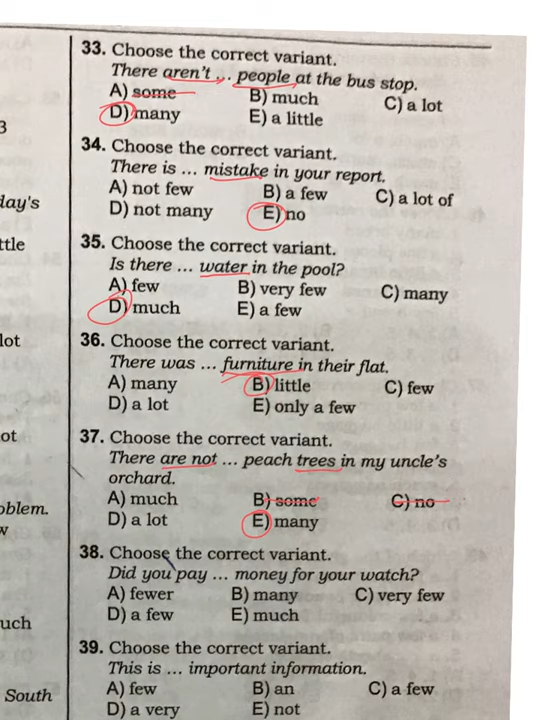 33. Choose the correct variant.
There aren't ... people at the bus stop.
A) some B) much C) a lot
D) many E) a little
34. Choose the correct variant.
There is ... mistake in your report.
A) not few B) a few C) a lot of
D) not many E) no
35. Choose the correct variant.
Is there ... water in the pool?
A) few B) very few C) many
D) much E) a few
36. Choose the correct variant.
There was ... furniture in their flat.
A) many B) little C) few
D) a lot E) only a few
37. Choose the correct variant.
There are not ... peach trees in my uncle's
orchard.
A) much B) some C) no
D) a lot E) many
38. Choose the correct variant.
Did you pay ... money for your watch?
A) fewer B) many C) very few
D) a few E) much
39. Choose the correct variant.
This is ... important information.
A) few B) an C) a few
D) a very E) not
3
South